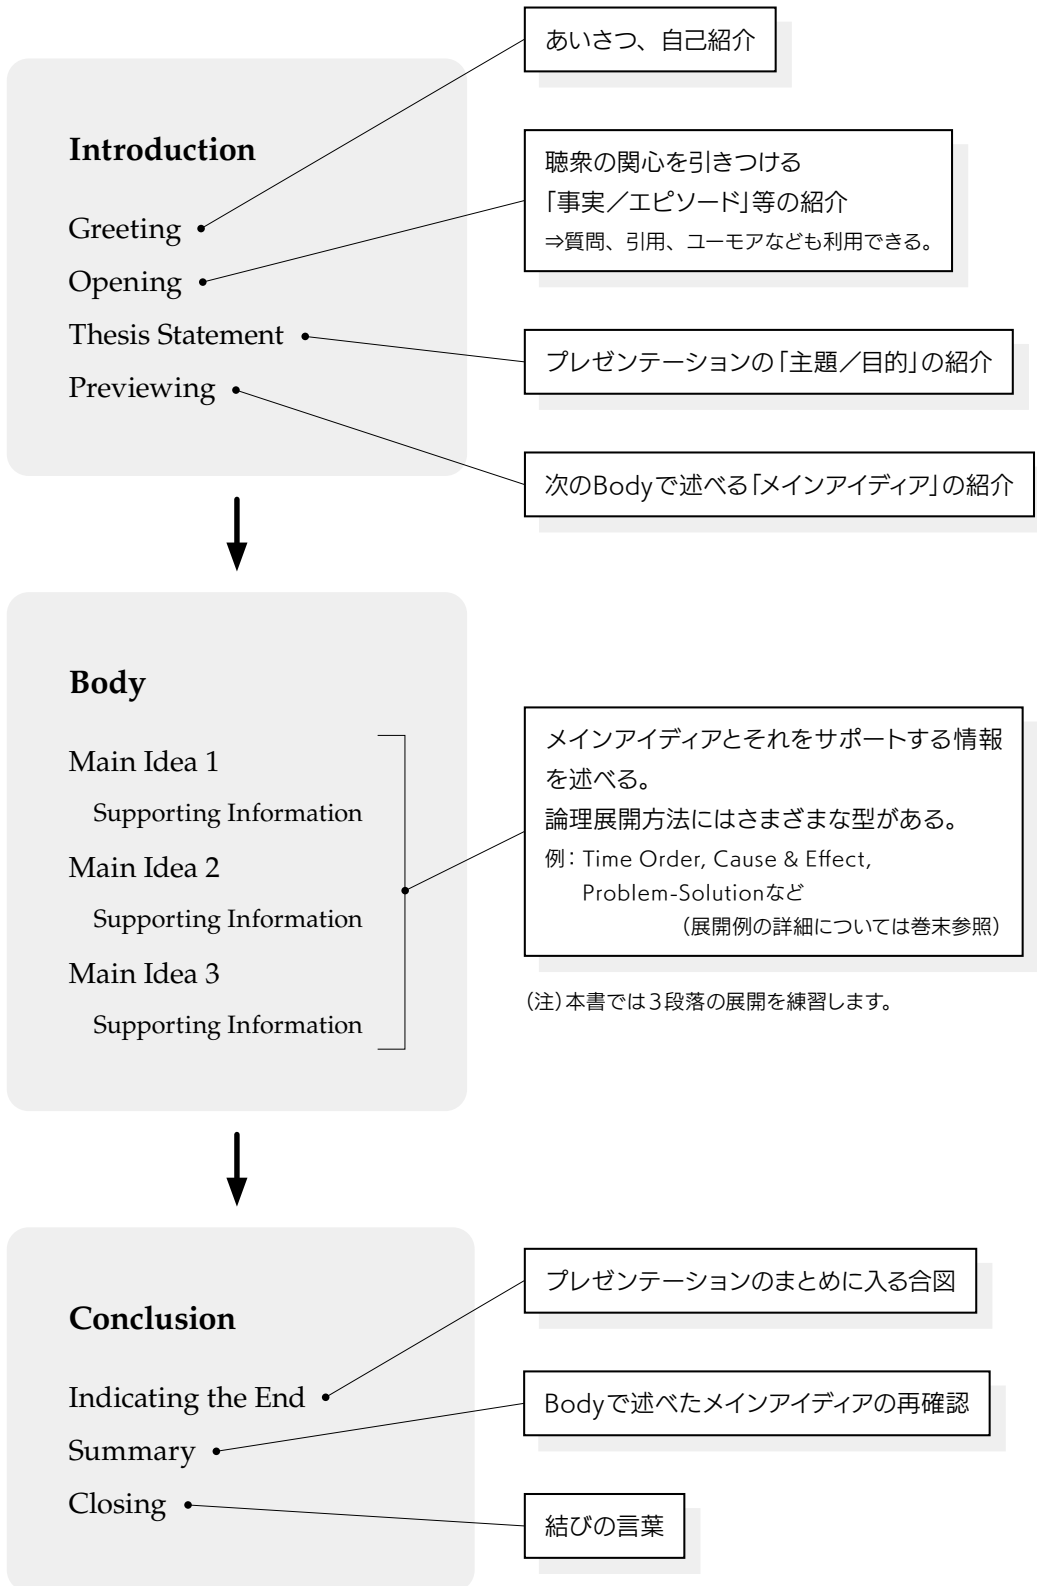 あいさつ、自己紹介
Introduction
Greeting
Opening
Thesis Statement
Previewing
聴衆の関心を引きつける
「事実／エピソード」等の紹介
⇒質問、引用、ユーモアなども利用できる。
プレゼンテーションの「主題／目的」の紹介
次のBodyで述べる「メインアイディア」の紹介
Body
Main Idea 1
Supporting Information
Main Idea 2
Supporting Information
Main Idea 3
Supporting Information
メインアイディアとそれをサポートする情報
を述べる。
論理展開方法にはさまざまな型がある。
例：Time Order, Cause & Effect,
Problem-Solutionなど
（展開例の詳細については巻末参照）
（注）本書では３段落の展開を練習します。
Conclusion
Indicating the End
Summary
Closing
プレゼンテーションのまとめに入る合図
Bodyで述べたメインアイディアの再確認
結びの言葉